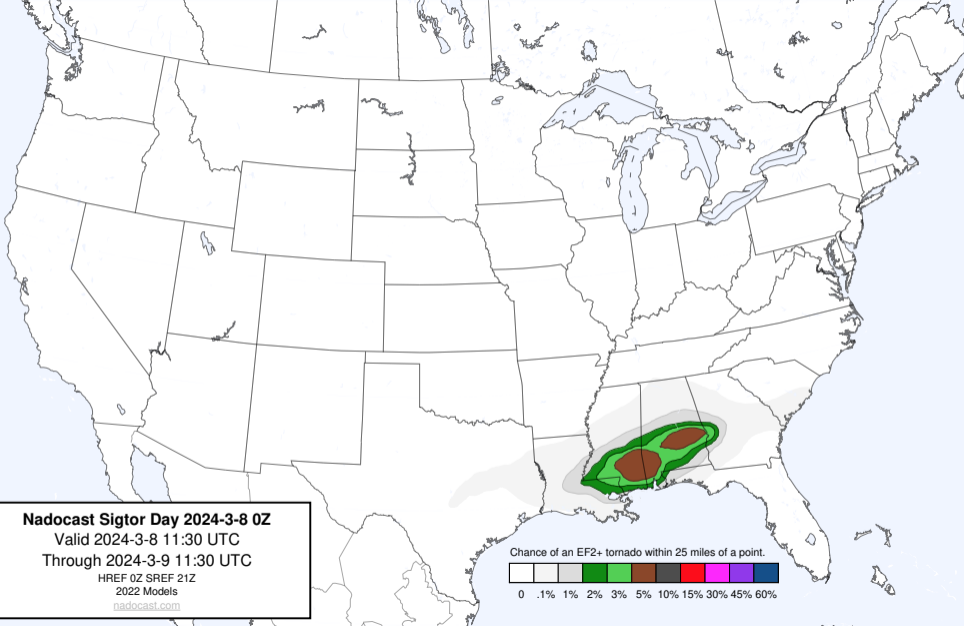 Nadocast Sigtor Day 2024-3-8 0Z
Valid 2024-3-8 11:30 UTC
Through 2024-3-9 11:30 UTC
HREF 0Z SREF 21Z
2022 Models
nadocast.com
Chance of an EF2+ tornado within 25 miles of a point.
0 .1% 1% 2% 3% 5% 10% 15% 30% 45% 60%